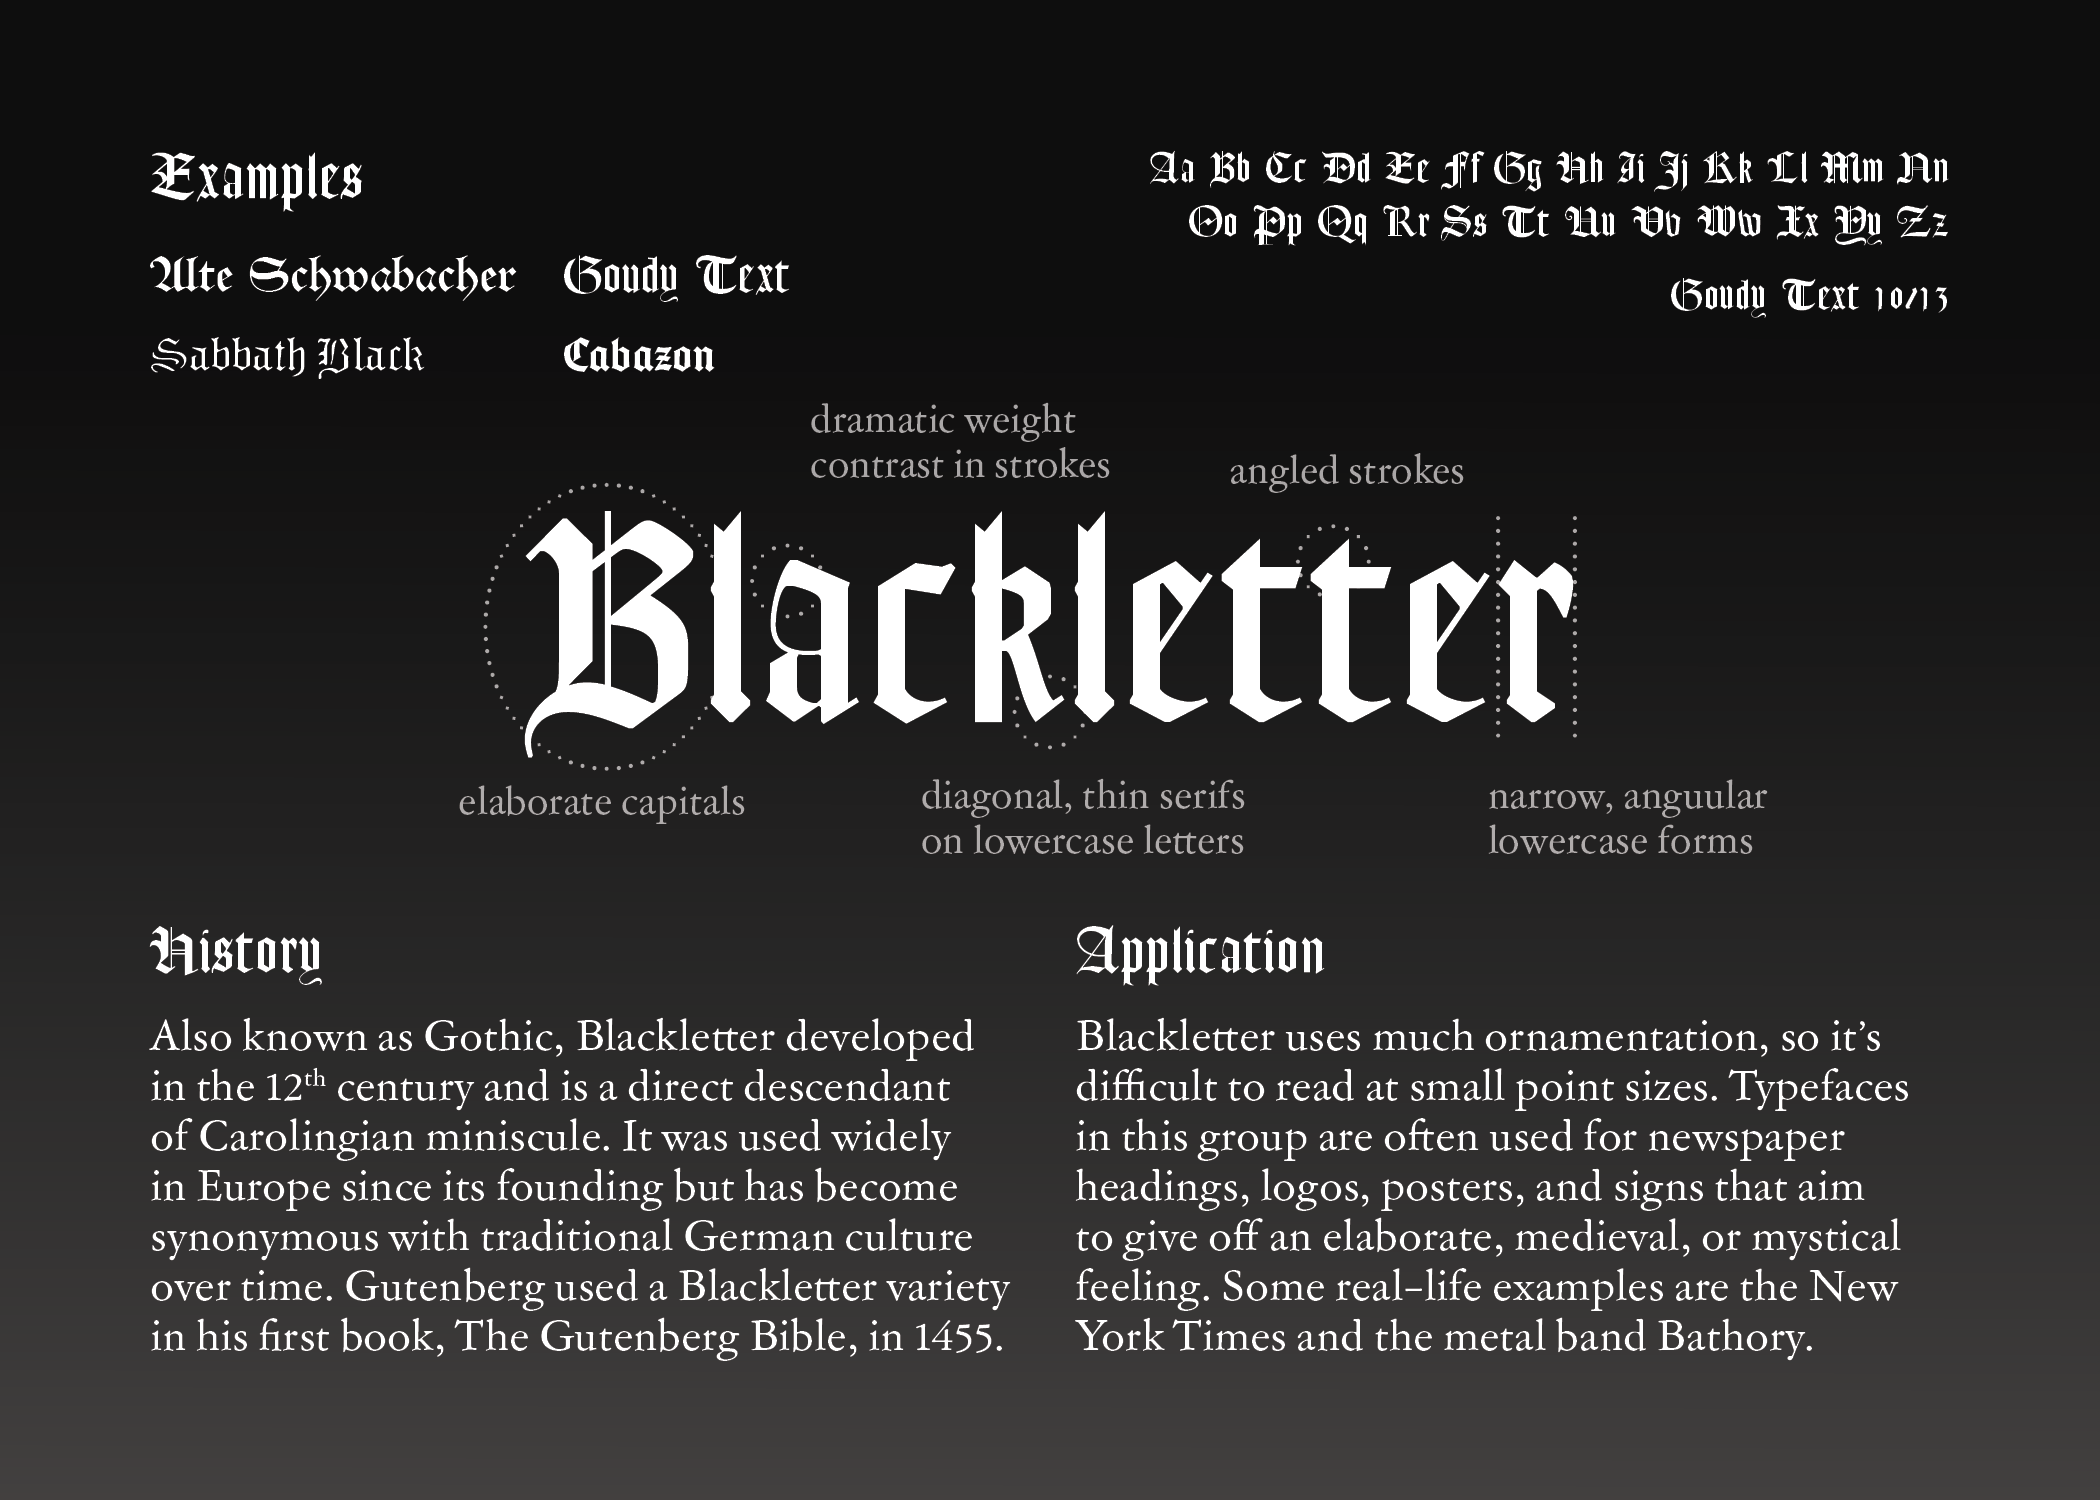 Examples
Alte Schwabacher
Goudy Text
Sabbath Black
Cabazon
Aa Bb Cc Dd Ee Ff Gg Hh Ii Jj Kk Ll Mm Nn
Oo Pp Qq Rr Ss Tt Uu Vv Ww Xx Yy Zz
Goudy Text 10/13
dramatic weight
contrast in strokes
angled strokes
Blackletter
elaborate capitals
diagonal, thin serifs
on lowercase letters
narrow, anguular
lowercase forms
History
Also known as Gothic, Blackletter developed
in the 12th century and is a direct descendant
of Carolingian miniscule. It was used widely
in Europe since its founding but has become
synonymous with traditional German culture
over time. Gutenberg used a Blackletter variety
in his first book, The Gutenberg Bible, in 1455.
Application
Blackletter uses much ornamentation, so it’s
difficult to read at small point sizes. Typefaces
in this group are often used for newspaper
headings, logos, posters, and signs that aim
to give off an elaborate, medieval, or mystical
feeling. Some real-life examples are the New
York Times and the metal band Bathory.